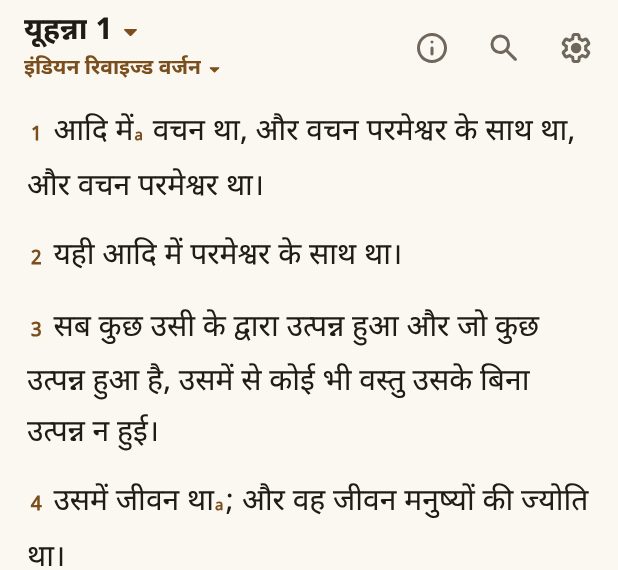 यूहन्ना 1
इंडियन रिवाइज्ड वर्जन
1 आदि मेंa वचन था, और वचन परमेश्वर के साथ था,
और वचन परमेश्वर था।
2 यही आदि में परमेश्वर के साथ था।
3 सब कुछ उसी के द्वारा उत्पन्न हुआ और जो कुछ
उत्पन्न हुआ है, उसमें से कोई भी वस्तु उसके बिना
उत्पन्न न हुई।
4 उसमें जीवन थाa; और वह जीवन मनुष्यों की ज्योति
था।